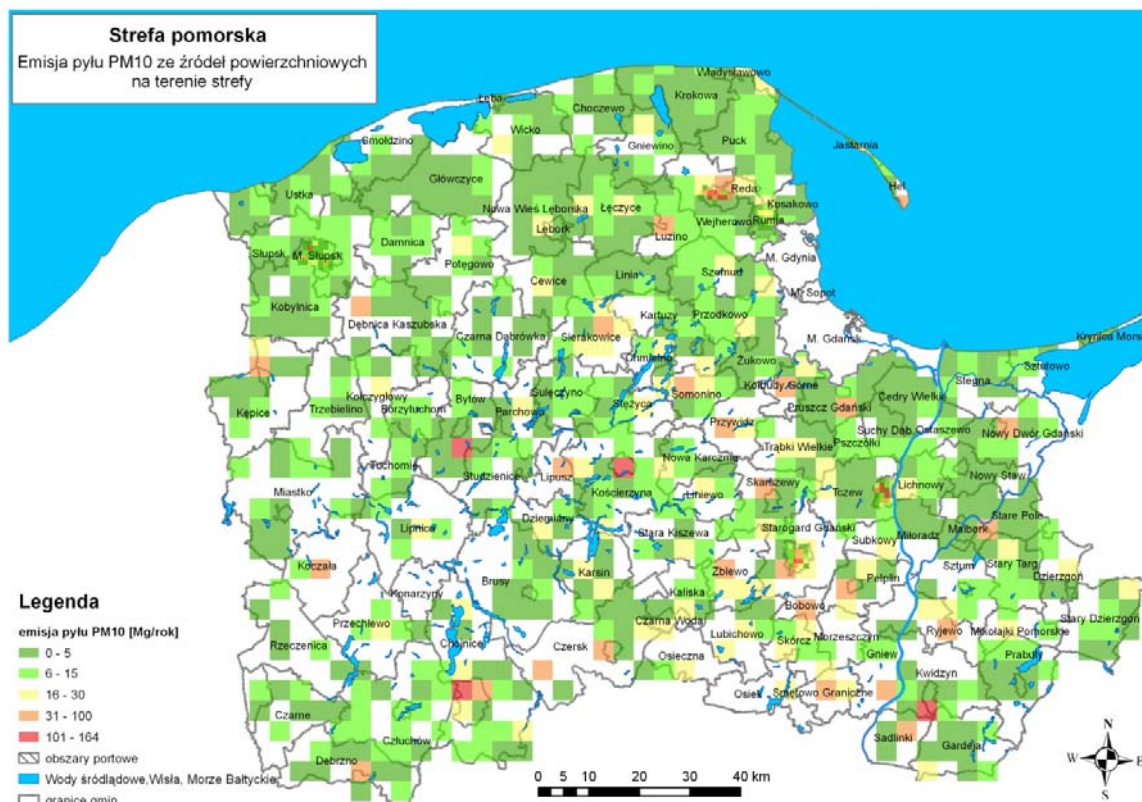 Strefa pomorska
Emisja pyłu PM10 ze źródeł powierzchniowych
na terenie strefy
Władysławowo
Łeba
Choczewo
Krokowa
Wicko
Gniewino
Puck
Smołdzino
Jastarnia
Główczyce
Hel
Ustka
Reda
Nowa Wieś Lęborska
Łęczyce
Kosakowo
Lębork
Wejherowo
Rumia
Luzino
Damnica
Słupsk
M. Słupsk
Potęgowo
M. Gdynia
Szemud
Linia
Cewice
M. Sopot
Kobylnica
Kartuzy
Przodkowo
Dębnica Kaszubska
Czarna Dąbrówka
Sierakowice
M. Gdańsk
Krynica Mors
Chmielno
Żukowo
Sztutowo
Stegna
Kolbudy Górne
Kępice
Trzebielino
Kołczygłowy
Borzytuchom
Bytów
Sulęczyno
Somonino
Cedry Wielkie
Parchowo
Stężyca
Pruszcz Gdański
Przywidz
Suchy Dąb
Ostaszewo
Nowy Dwór Gdański
Pszczółki
Trąbki Wielkie
Nowa Karczma
Tuchomie
Studzienice
Lipusz
Nowy Staw
Miastko
Kościerzyna
Liniewo
Skarszewy
Tczew
Lichnowy
Dziemiany
Stare Pole
Lipnica
Stara Kiszewa
Starogard Gdański
Subkowy
Miłoradz
Malbork
Koczała
Brusy
Karsin
Zblewo
Sztum
Stary Targ
Konarzyny
Kaliska
Pelplin
Dzierzgoń
Bobowo
Przechlewo
Czarna Woda
Stary Dzierzgoń
Rzeczenica
Chojnice
Czersk
Lubichowo
Skórcz
Morzeszczyn
Ryjewo
Mikołajki Pomorskie
Osieczna
Gniew
Prabuty
Kwidzyn
Osiek
Smętowo Graniczne
Czarne
Człuchów
Sadlinki
Gardeja
Debrzno
Legenda
emisja pyłu PM10 [Mg/rok]
0 - 5
6 - 15
16 - 30
31 - 100
101 - 164
obszary portowe
Wody śródlądowe,Wisła, Morze Bałtyckie
granice gmin
0 5 10 20 30 40 km
N
W
E
S